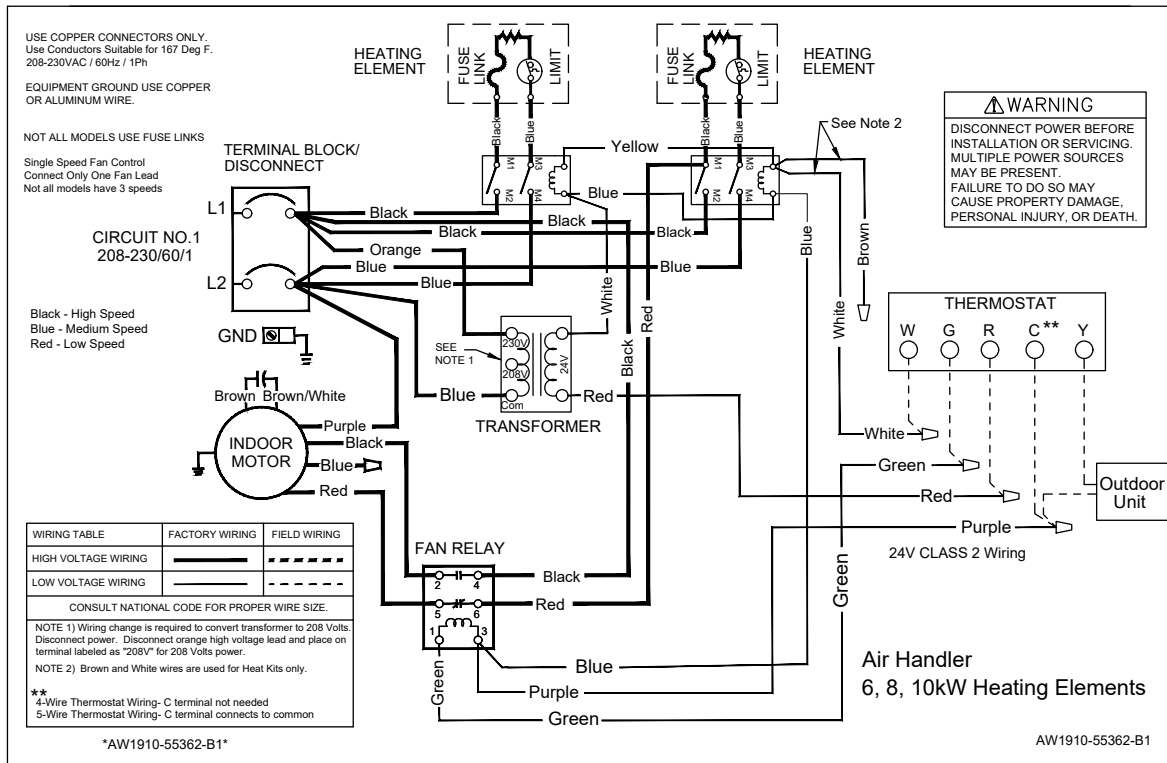 USE COPPER CONNECTORS ONLY.
Use Conductors Suitable for 167 Deg F.
208-230VAC / 60Hz / 1Ph
EQUIPMENT GROUND USE COPPER
OR ALUMINUM WIRE.
NOT ALL MODELS USE FUSE LINKS
Single Speed Fan Control
Connect Only One Fan Lead
Not all models have 3 speeds
HEATING
ELEMENT
FUSE
LINK
LIMIT
HEATING
ELEMENT
FUSE
LINK
LIMIT
⚠WARNING
DISCONNECT POWER BEFORE
INSTALLATION OR SERVICING.
MULTIPLE POWER SOURCES
MAY BE PRESENT.
FAILURE TO DO SO MAY
CAUSE PROPERTY DAMAGE,
PERSONAL INJURY, OR DEATH.
Black
Blue
Black
Blue
See Note 2
Yellow
M1
M3
M2
M4
M1
M3
M2
M4
Blue
TERMINAL BLOCK/
DISCONNECT
L1
L2
CIRCUIT NO.1
208-230/60/1
Black
Black
Black
Orange
Blue
Blue
Blue
White
Black
Red
Blue
White
Brown
Black - High Speed
Blue - Medium Speed
Red - Low Speed
GND
SEE
NOTE 1
230V
208V
Com
24V
Blue
Red
TRANSFORMER
THERMOSTAT
W
G
R
C**
Y
White
Green
Red
Purple
24V CLASS 2 Wiring
Outdoor
Unit
Brown
Brown/White
INDOOR
MOTOR
Purple
Black
Blue
Red
FAN RELAY
2
4
5
6
1
3
Black
Red
Blue
Purple
Green
Green
Green
WIRING TABLE
FACTORY WIRING
FIELD WIRING
HIGH VOLTAGE WIRING
LOW VOLTAGE WIRING
CONSULT NATIONAL CODE FOR PROPER WIRE SIZE.
NOTE 1) Wiring change is required to convert transformer to 208 Volts.
Disconnect power. Disconnect orange high voltage lead and place on
terminal labeled as "208V" for 208 Volts power.
NOTE 2) Brown and White wires are used for Heat Kits only.
**
4-Wire Thermostat Wiring- C terminal not needed
5-Wire Thermostat Wiring- C terminal connects to common
*AW1910-55362-B1*
Air Handler
6, 8, 10kW Heating Elements
AW1910-55362-B1